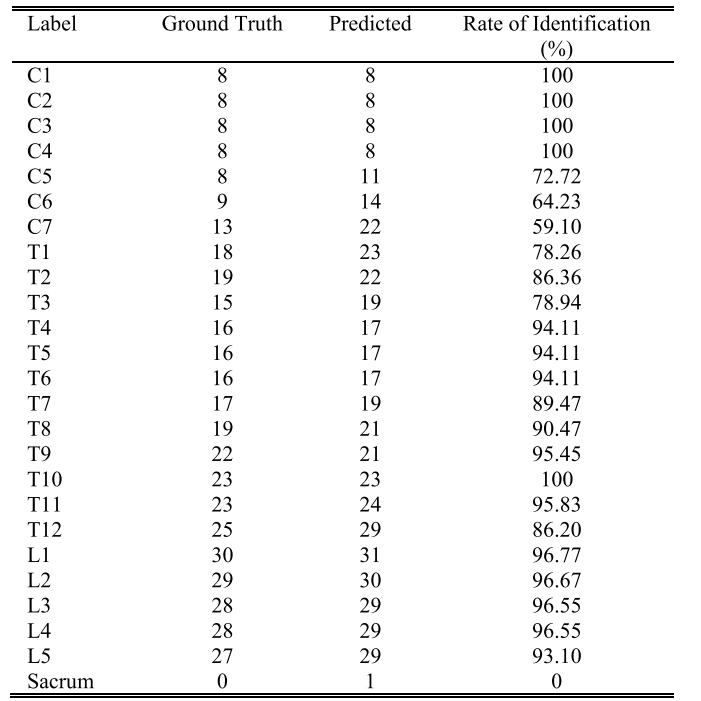 Label Ground Truth Predicted Rate of Identification
(%)
C1 8 8 100
C2 8 8 100
C3 8 8 100
C4 8 8 100
C5 8 11 72.72
C6 9 14 64.23
C7 13 22 59.10
T1 18 23 78.26
T2 19 22 86.36
T3 15 19 78.94
T4 16 17 94.11
T5 16 17 94.11
T6 16 17 94.11
T7 17 19 89.47
T8 19 21 90.47
T9 22 21 95.45
T10 23 23 100
T11 23 24 95.83
T12 25 29 86.20
L1 30 31 96.77
L2 29 30 96.67
L3 28 29 96.55
L4 28 29 96.55
L5 27 29 93.10
Sacrum 0 1 0